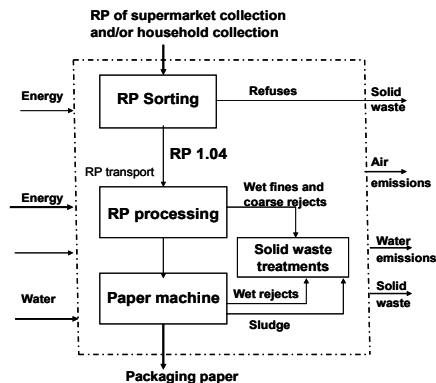 RP of supermarket collection
and/or household collection
Energy
RP Sorting
Refuses
Solid
waste
RP 1.04
RP transport
Air
emissions
Energy
Wet fines and
coarse rejects
RP processing
Solid waste
treatments
Water
emissions
Water
Paper machine
Wet rejects
Solid
waste
Sludge
Packaging paper